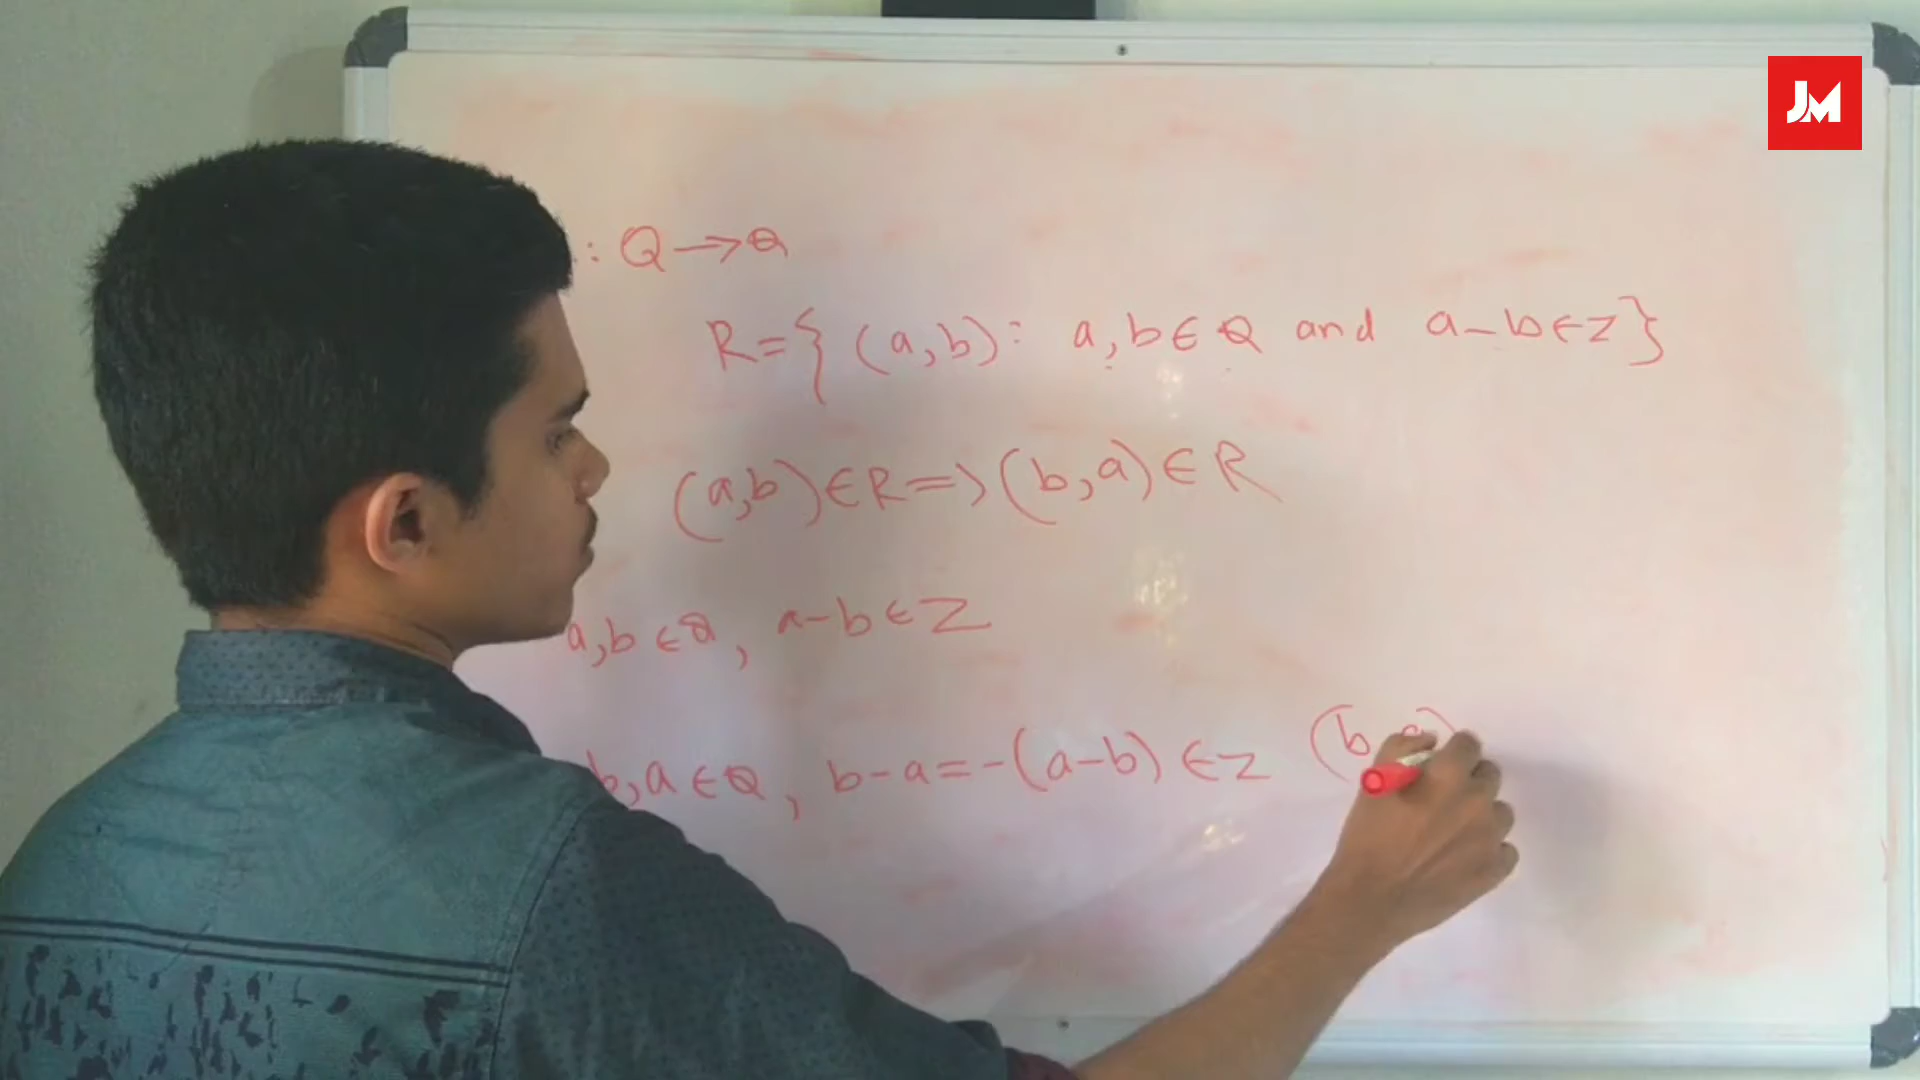 : Q → Q
R = { (a,b) : a,b ∈ Q and a-b ∈ Z }
(a,b) ∈ R => (b,a) ∈ R
a,b ∈ Q, a-b ∈ Z
b,a ∈ Q, b-a = -(a-b) ∈ Z (b a)
JM